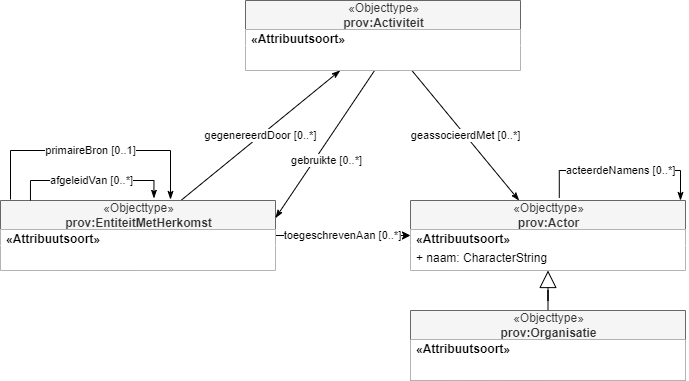 «Objecttype»
prov:Activiteit
«Attribuutsoort»
gegenereerdDoor [0..*]
geassocieerdMet [0..*]
primaireBron [0..1]
gebruikte [0..*]
acteerdeNamens [0..*]
afgeleidVan [0..*]
«Objecttype»
prov:EntiteitMetHerkomst
«Attribuutsoort»
toegeschrevenAan [0..*]
«Objecttype»
prov:Actor
«Attribuutsoort»
+ naam: CharacterString
«Objecttype»
prov:Organisatie
«Attribuutsoort»